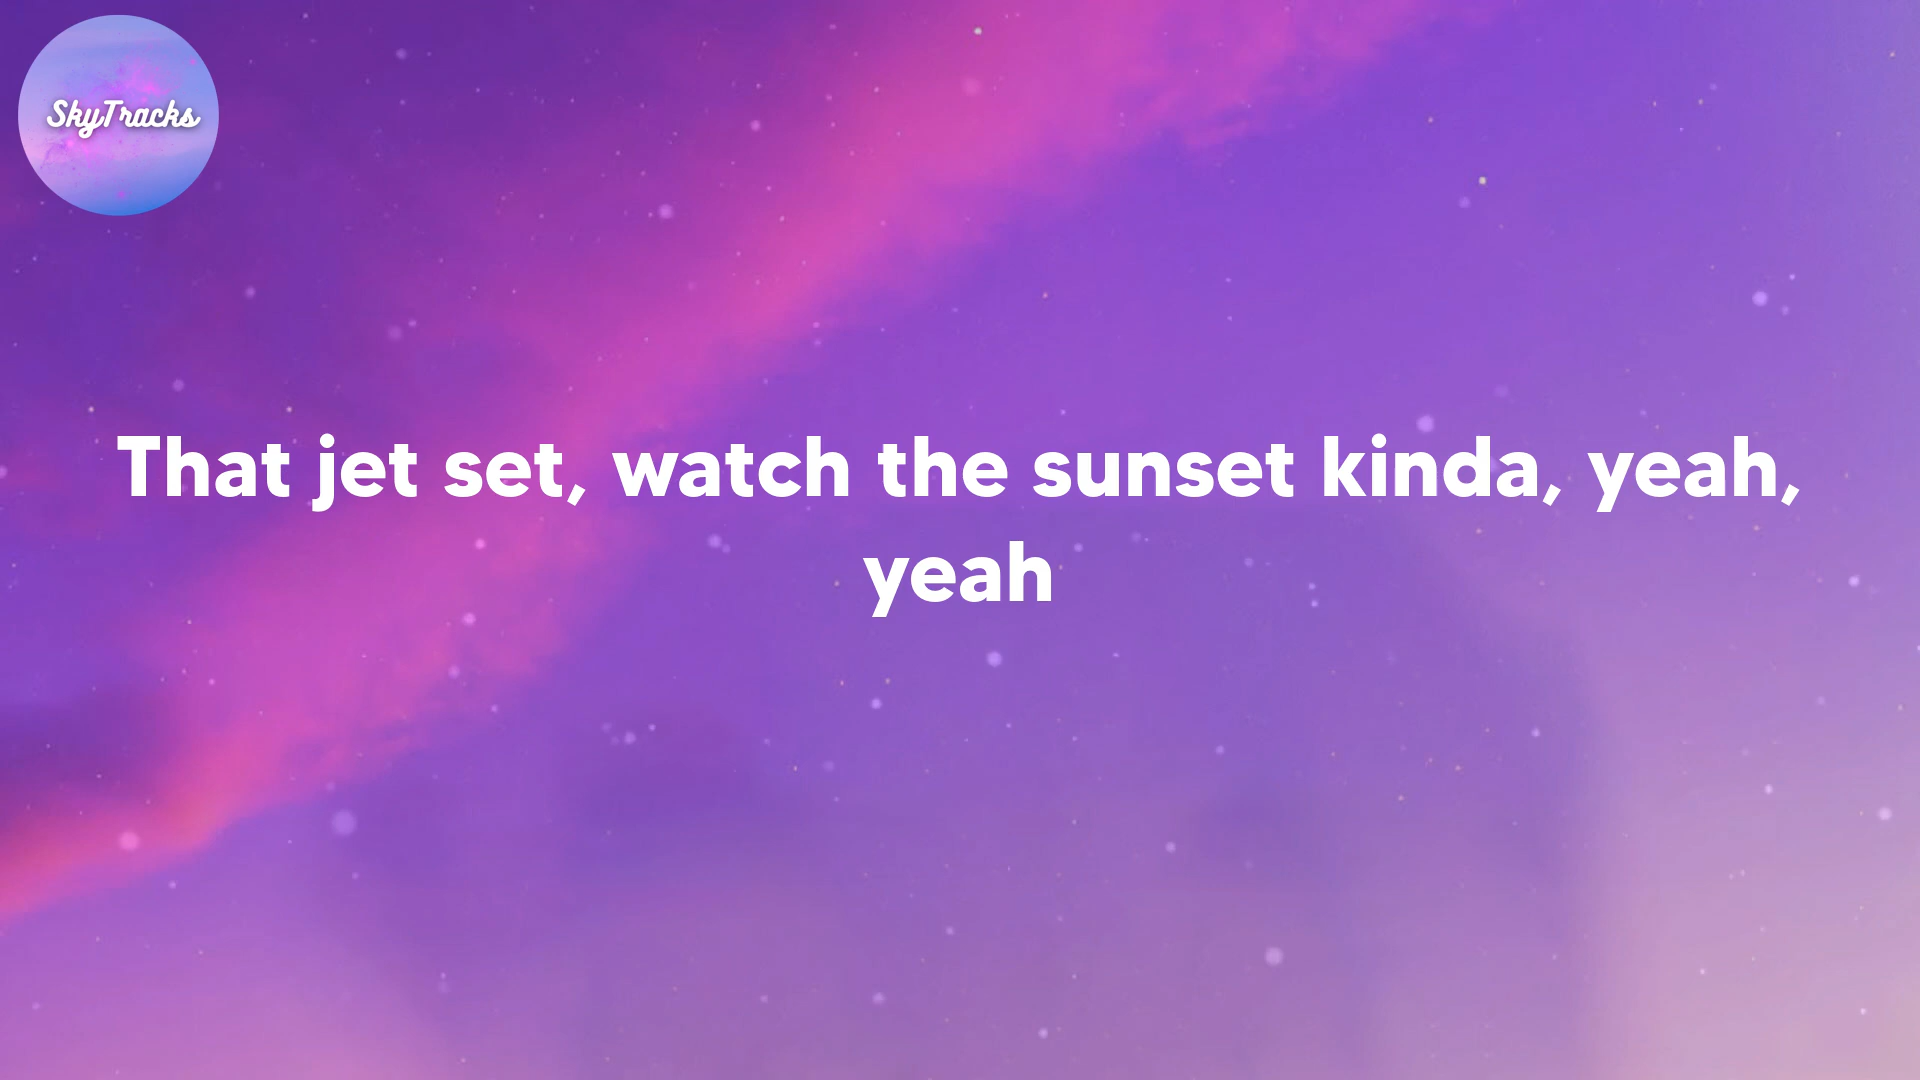 SkyTracks
That jet set, watch the sunset kinda, yeah,
yeah